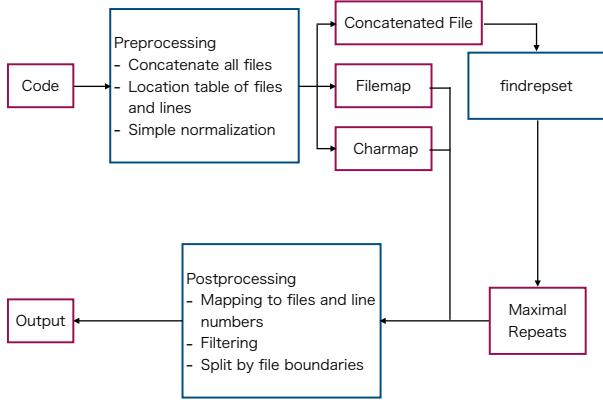 Code
Preprocessing
- Concatenate all files
- Location table of files
and lines
- Simple normalization
Concatenated File
Filemap
Charmap
findrepset
Maximal
Repeats
Postprocessing
- Mapping to files and line
numbers
- Filtering
- Split by file boundaries
Output